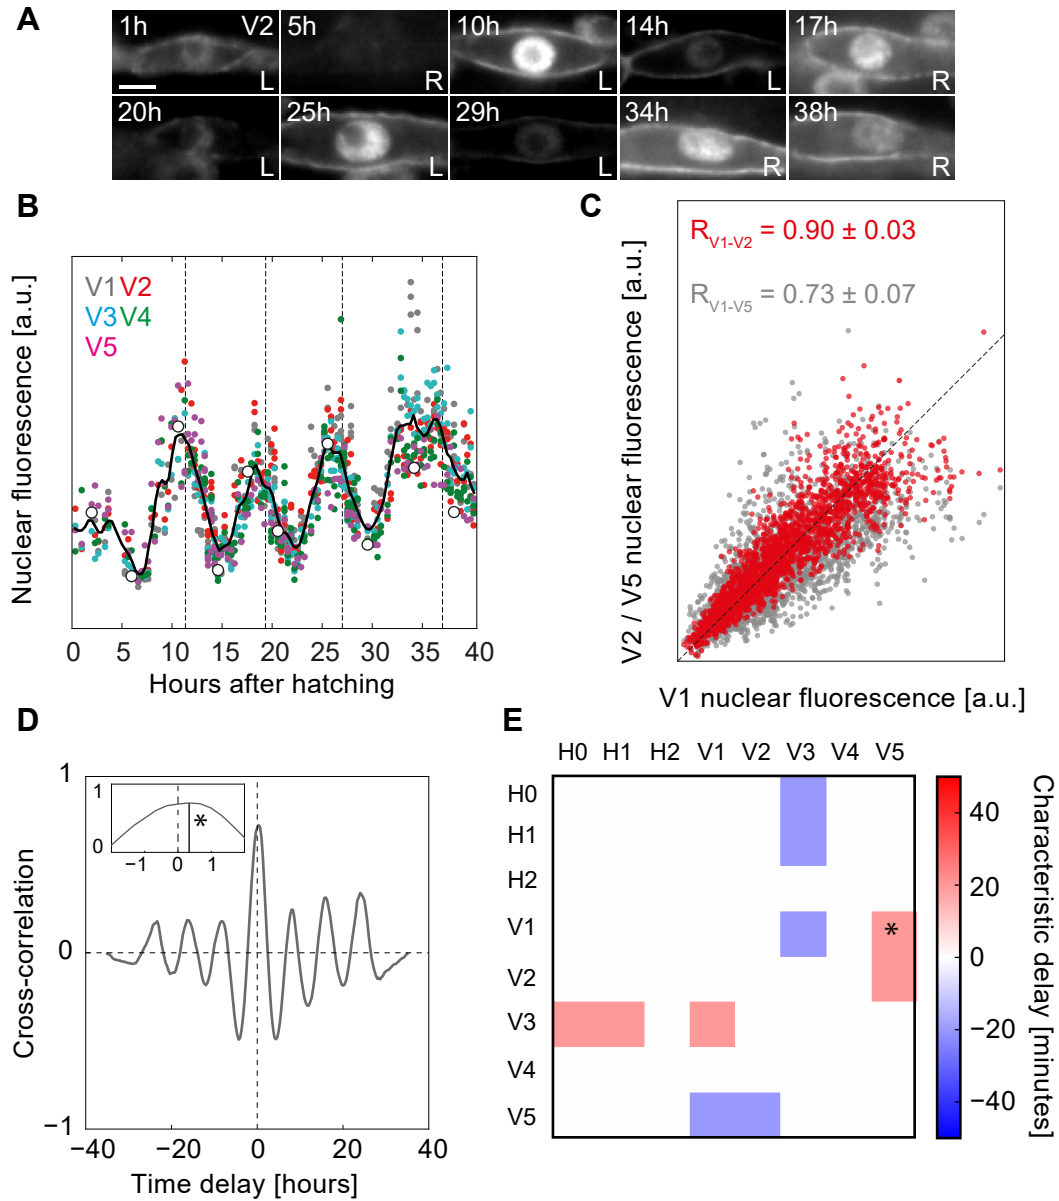 A
1h V2 5h 10h 14h 17h
L R L L R
20h 25h 29h 34h 38h
L L L R R
B
Nuclear fluorescence [a.u.]
V1 V2
V3 V4
V5
0 5 10 15 20 25 30 35 40
Hours after hatching
C
V2 / V5 nuclear fluorescence [a.u.]
R_V1-V2 = 0.90 ± 0.03
R_V1-V5 = 0.73 ± 0.07
V1 nuclear fluorescence [a.u.]
D
Cross-correlation
1
0
−1
1
0
*
−1 0 1
−40 −20 0 20 40
Time delay [hours]
E
H0 H1 H2 V1 V2 V3 V4 V5
H0
H1
H2
V1 *
V2
V3
V4
V5
40
20
0
−20
−40
Characteristic delay [minutes]